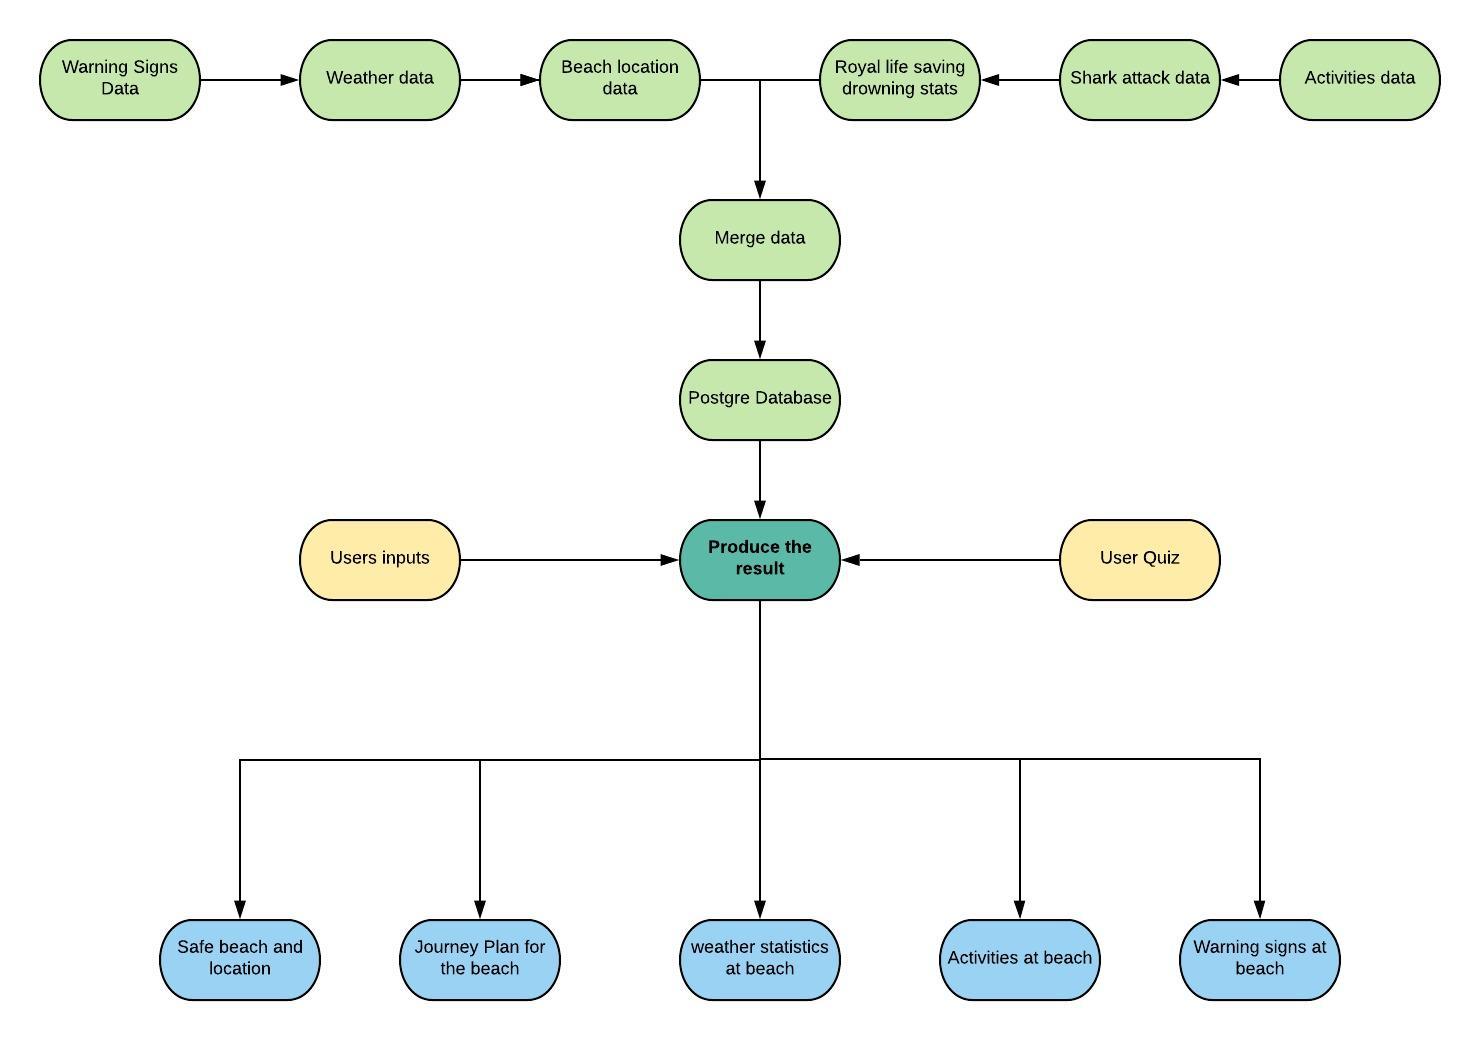 Warning Signs
Data
Weather data
Beach location
data
Royal life saving
drowning stats
Shark attack data
Activities data
Merge data
Postgre Database
Users inputs
Produce the
result
User Quiz
Safe beach and
location
Journey Plan for
the beach
weather statistics
at beach
Activities at beach
Warning signs at
beach